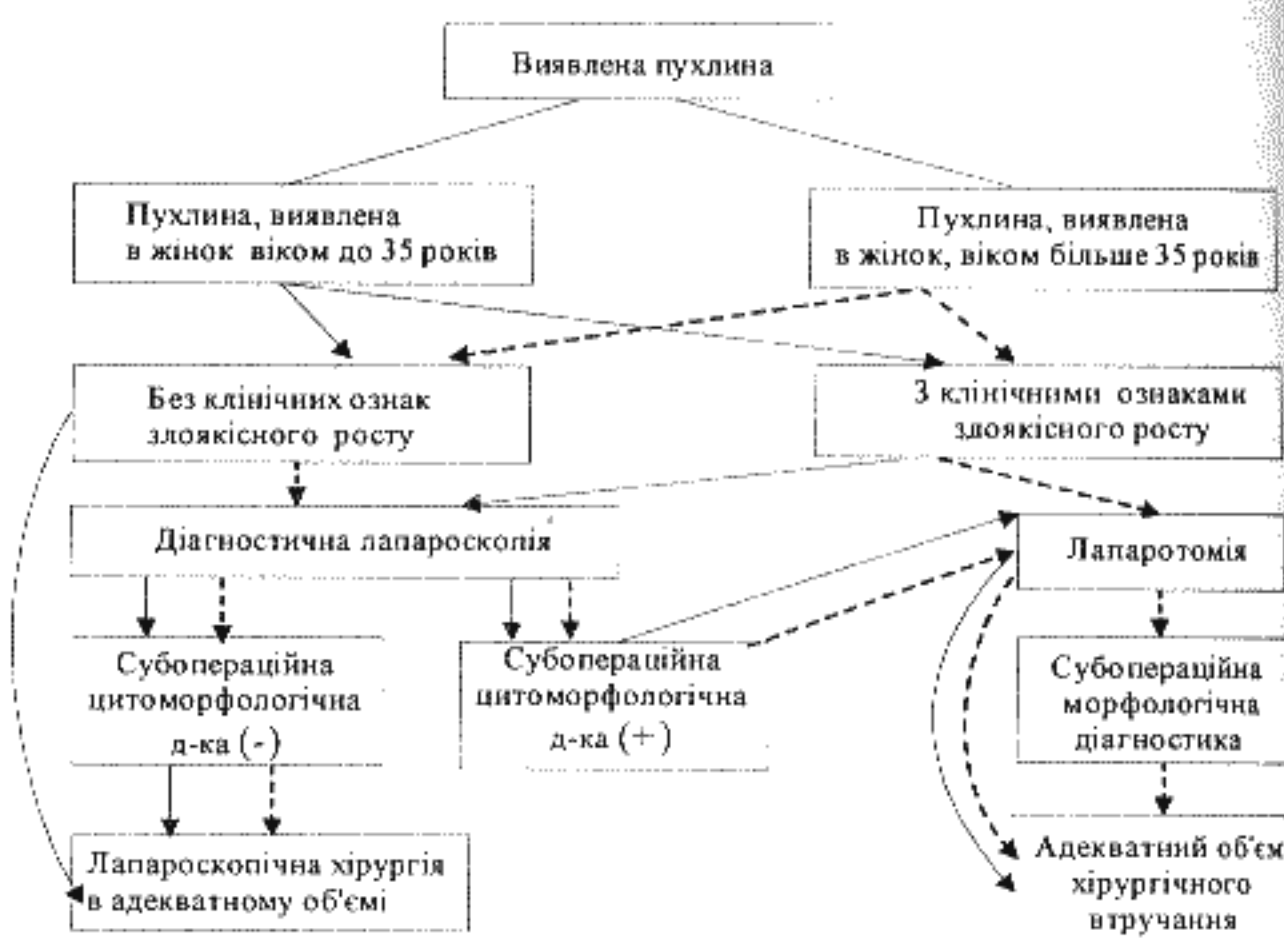 Виявлена пухлина
Пухлина, виявлена
в жінок віком до 35 років
Пухлина, виявлена
в жінок, віком більше 35 років
Без клінічних ознак
злоякісного росту
З клінічними ознаками
злоякісного росту
Діагностична лапароскопія
Лапаротомія
Субопераційна
цитоморфологічна
д-ка (-)
Субопераційна
цитоморфологічна
д-ка (+)
Субопераційна
морфологічна
діагностика
Лапароскопічна хірургія
в адекватному об'ємі
Адекватний об'єм
хірургічного
втручання